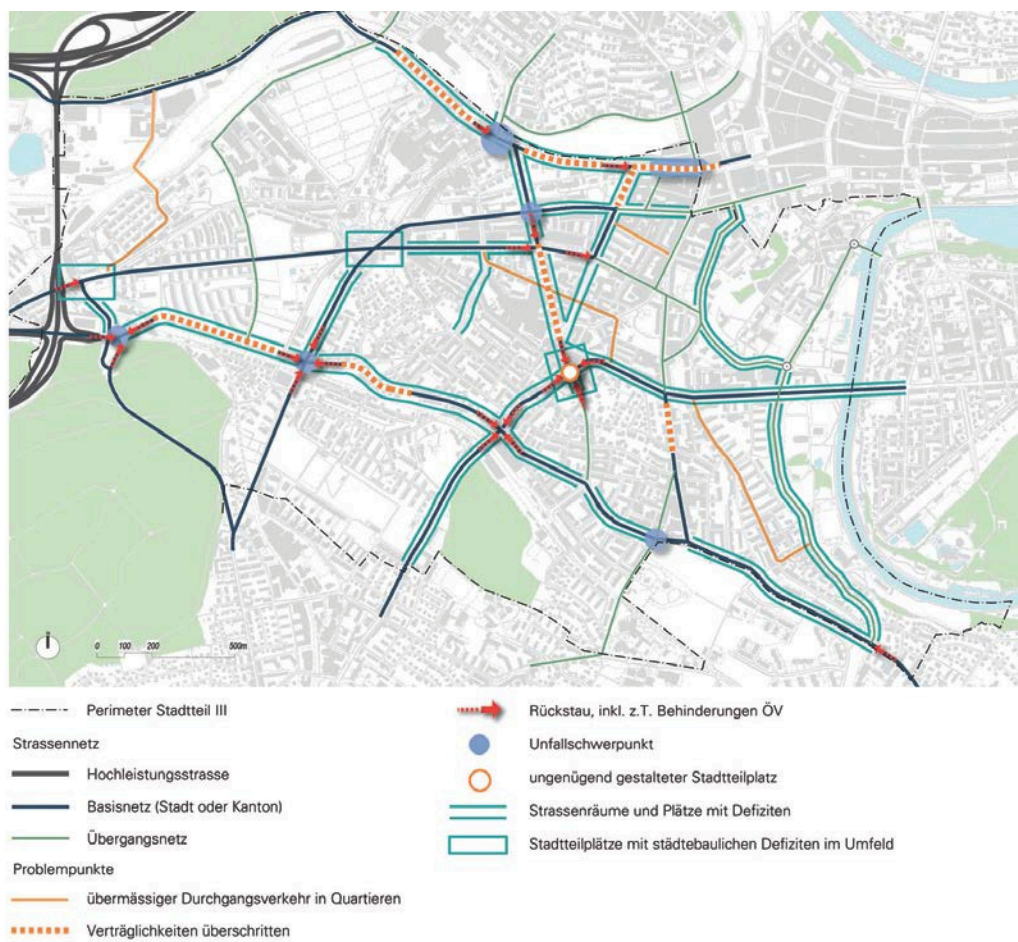 0 100 200 500m
Perimeter Stadtteil III
Strassennetz
Hochleistungsstrasse
Basisnetz (Stadt oder Kanton)
Übergangsnetz
Problempunkte
übermässiger Durchgangsverkehr in Quartieren
Verträglichkeiten überschritten
Rückstau, inkl. z.T. Behinderungen ÖV
Unfallschwerpunkt
ungenügend gestalteter Stadtteilplatz
Strassenräume und Plätze mit Defiziten
Stadtteilplätze mit städtebaulichen Defiziten im Umfeld